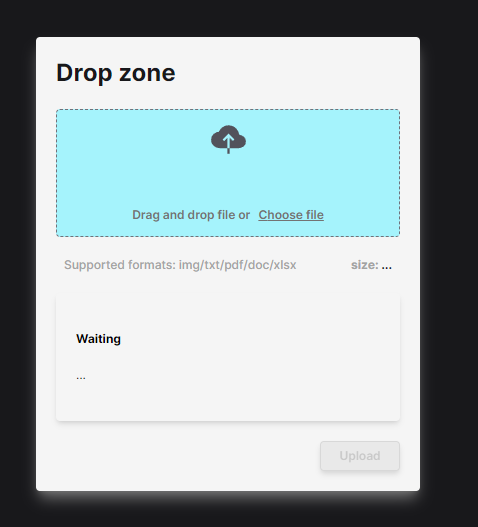 Drop zone
Drag and drop file or Choose file
Supported formats: img/txt/pdf/doc/xlsx size: ...
Waiting
...
Upload